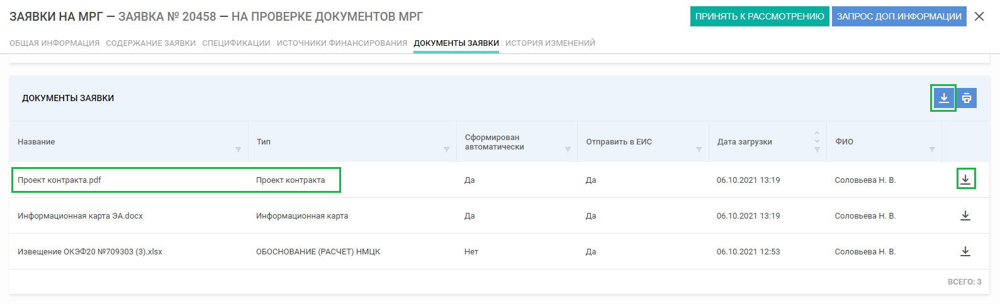 ЗАЯВКИ НА МРГ — ЗАЯВКА № 20458 — НА ПРОВЕРКЕ ДОКУМЕНТОВ МРГ
ПРИНЯТЬ К РАССМОТРЕНИЮ ЗАПРОС ДОП.ИНФОРМАЦИИ
ОБЩАЯ ИНФОРМАЦИЯ СОДЕРЖАНИЕ ЗАЯВКИ СПЕЦИФИКАЦИИ ИСТОЧНИКИ ФИНАНСИРОВАНИЯ ДОКУМЕНТЫ ЗАЯВКИ ИСТОРИЯ ИЗМЕНЕНИЙ
ДОКУМЕНТЫ ЗАЯВКИ
Название Тип Сформирован автоматически Отправить в ЕИС Дата загрузки ФИО
Проект контракта.pdf Проект контракта Да Да 06.10.2021 13:19 Соловьева Н. В.
Информационная карта ЭА.docx Информационная карта Да Да 06.10.2021 13:19 Соловьева Н. В.
Извещение ОКЭФ20 №709303 (3).xlsx ОБОСНОВАНИЕ (РАСЧЕТ) НМЦК Нет Да 06.10.2021 12:53 Соловьева Н. В.
ВСЕГО: 3